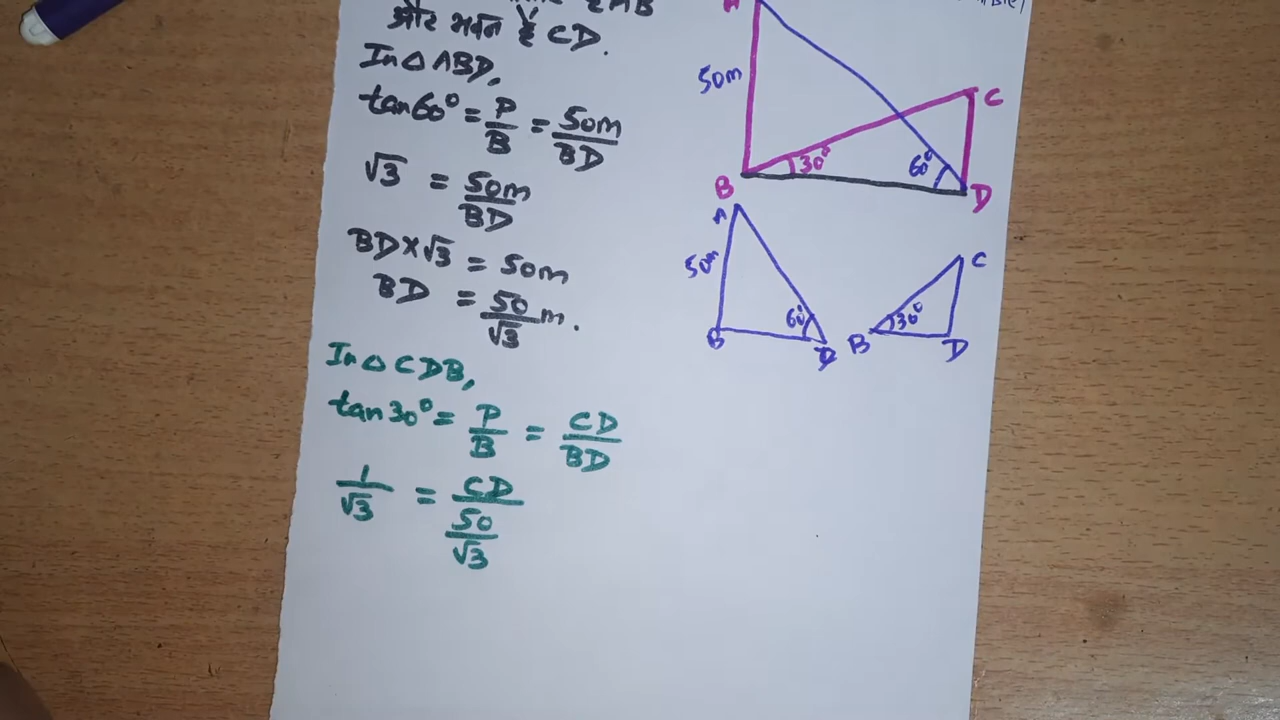 AB
और भवन है CD.
In △ ABD,
tan60° = P/B = 50m/BD
√3 = 50m/BD
BD×√3 = 50m
BD = 50/√3 m.
In △ CDB,
tan30° = P/B = CD/BD
1/√3 = CD/50/√3
A
50m
C
30°
60°
B
D
A
50m
60°
B
D
C
30°
B
D